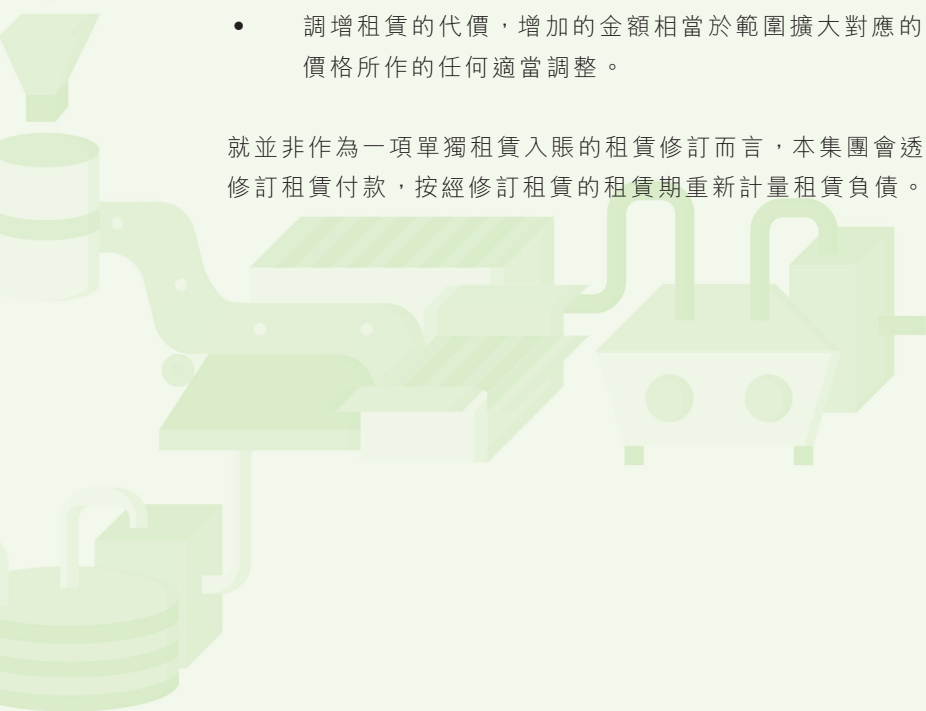 • 調增租賃的代價，增加的金額相當於範圍擴大對應的
價格所作的任何適當調整。
就並非作為一項單獨租賃入賬的租賃修訂而言，本集團會透
修訂租賃付款，按經修訂租賃的租賃期重新計量租賃負債。